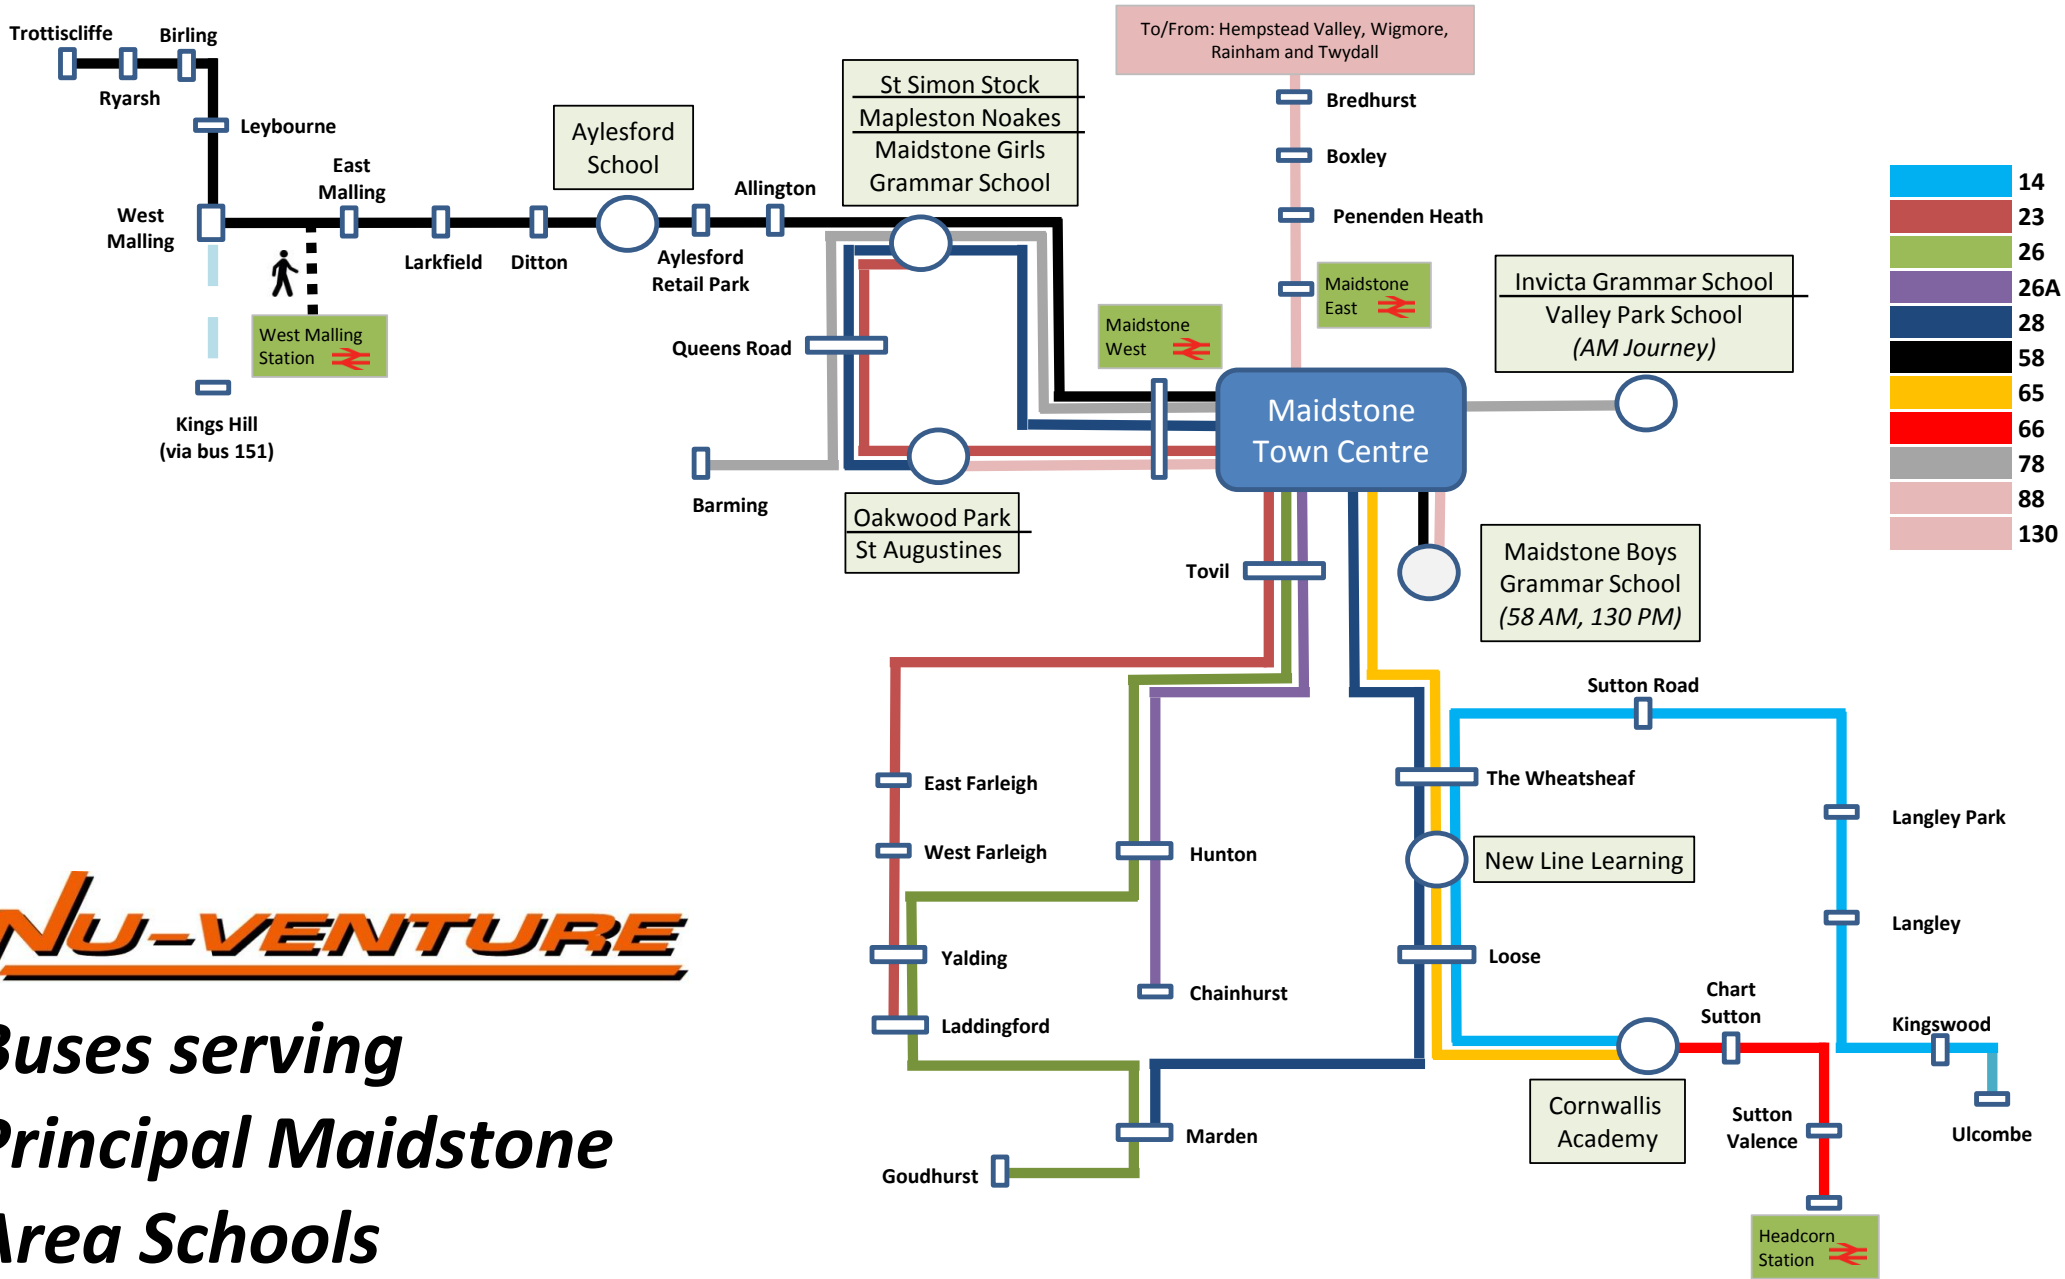 Trottiscliffe
Birling
Ryarsh
Leybourne
West
Malling
East
Malling
Larkfield
Ditton
Aylesford
School
Aylesford
Retail Park
Allington
St Simon Stock
Mapleston Noakes
Maidstone Girls
Grammar School
To/From: Hempstead Valley, Wigmore,
Rainham and Twydall
Bredhurst
Boxley
Penenden Heath
Maidstone
East
Maidstone
West
Invicta Grammar School
Valley Park School
(AM Journey)
14
23
26
26A
28
58
65
66
78
88
130
West Malling
Station
Kings Hill
(via bus 151)
Queens Road
Barming
Oakwood Park
St Augustines
Maidstone
Town Centre
Tovil
Maidstone Boys
Grammar School
(58 AM, 130 PM)
East Farleigh
West Farleigh
Yalding
Laddingford
Hunton
Chainhurst
Marden
Goudhurst
Sutton Road
The Wheatsheaf
New Line Learning
Loose
Langley Park
Langley
Kingswood
Ulcombe
Chart
Sutton
Cornwallis
Academy
Sutton
Valence
Headcorn
Station
NU-VENTURE
Buses serving
Principal Maidstone
Area Schools